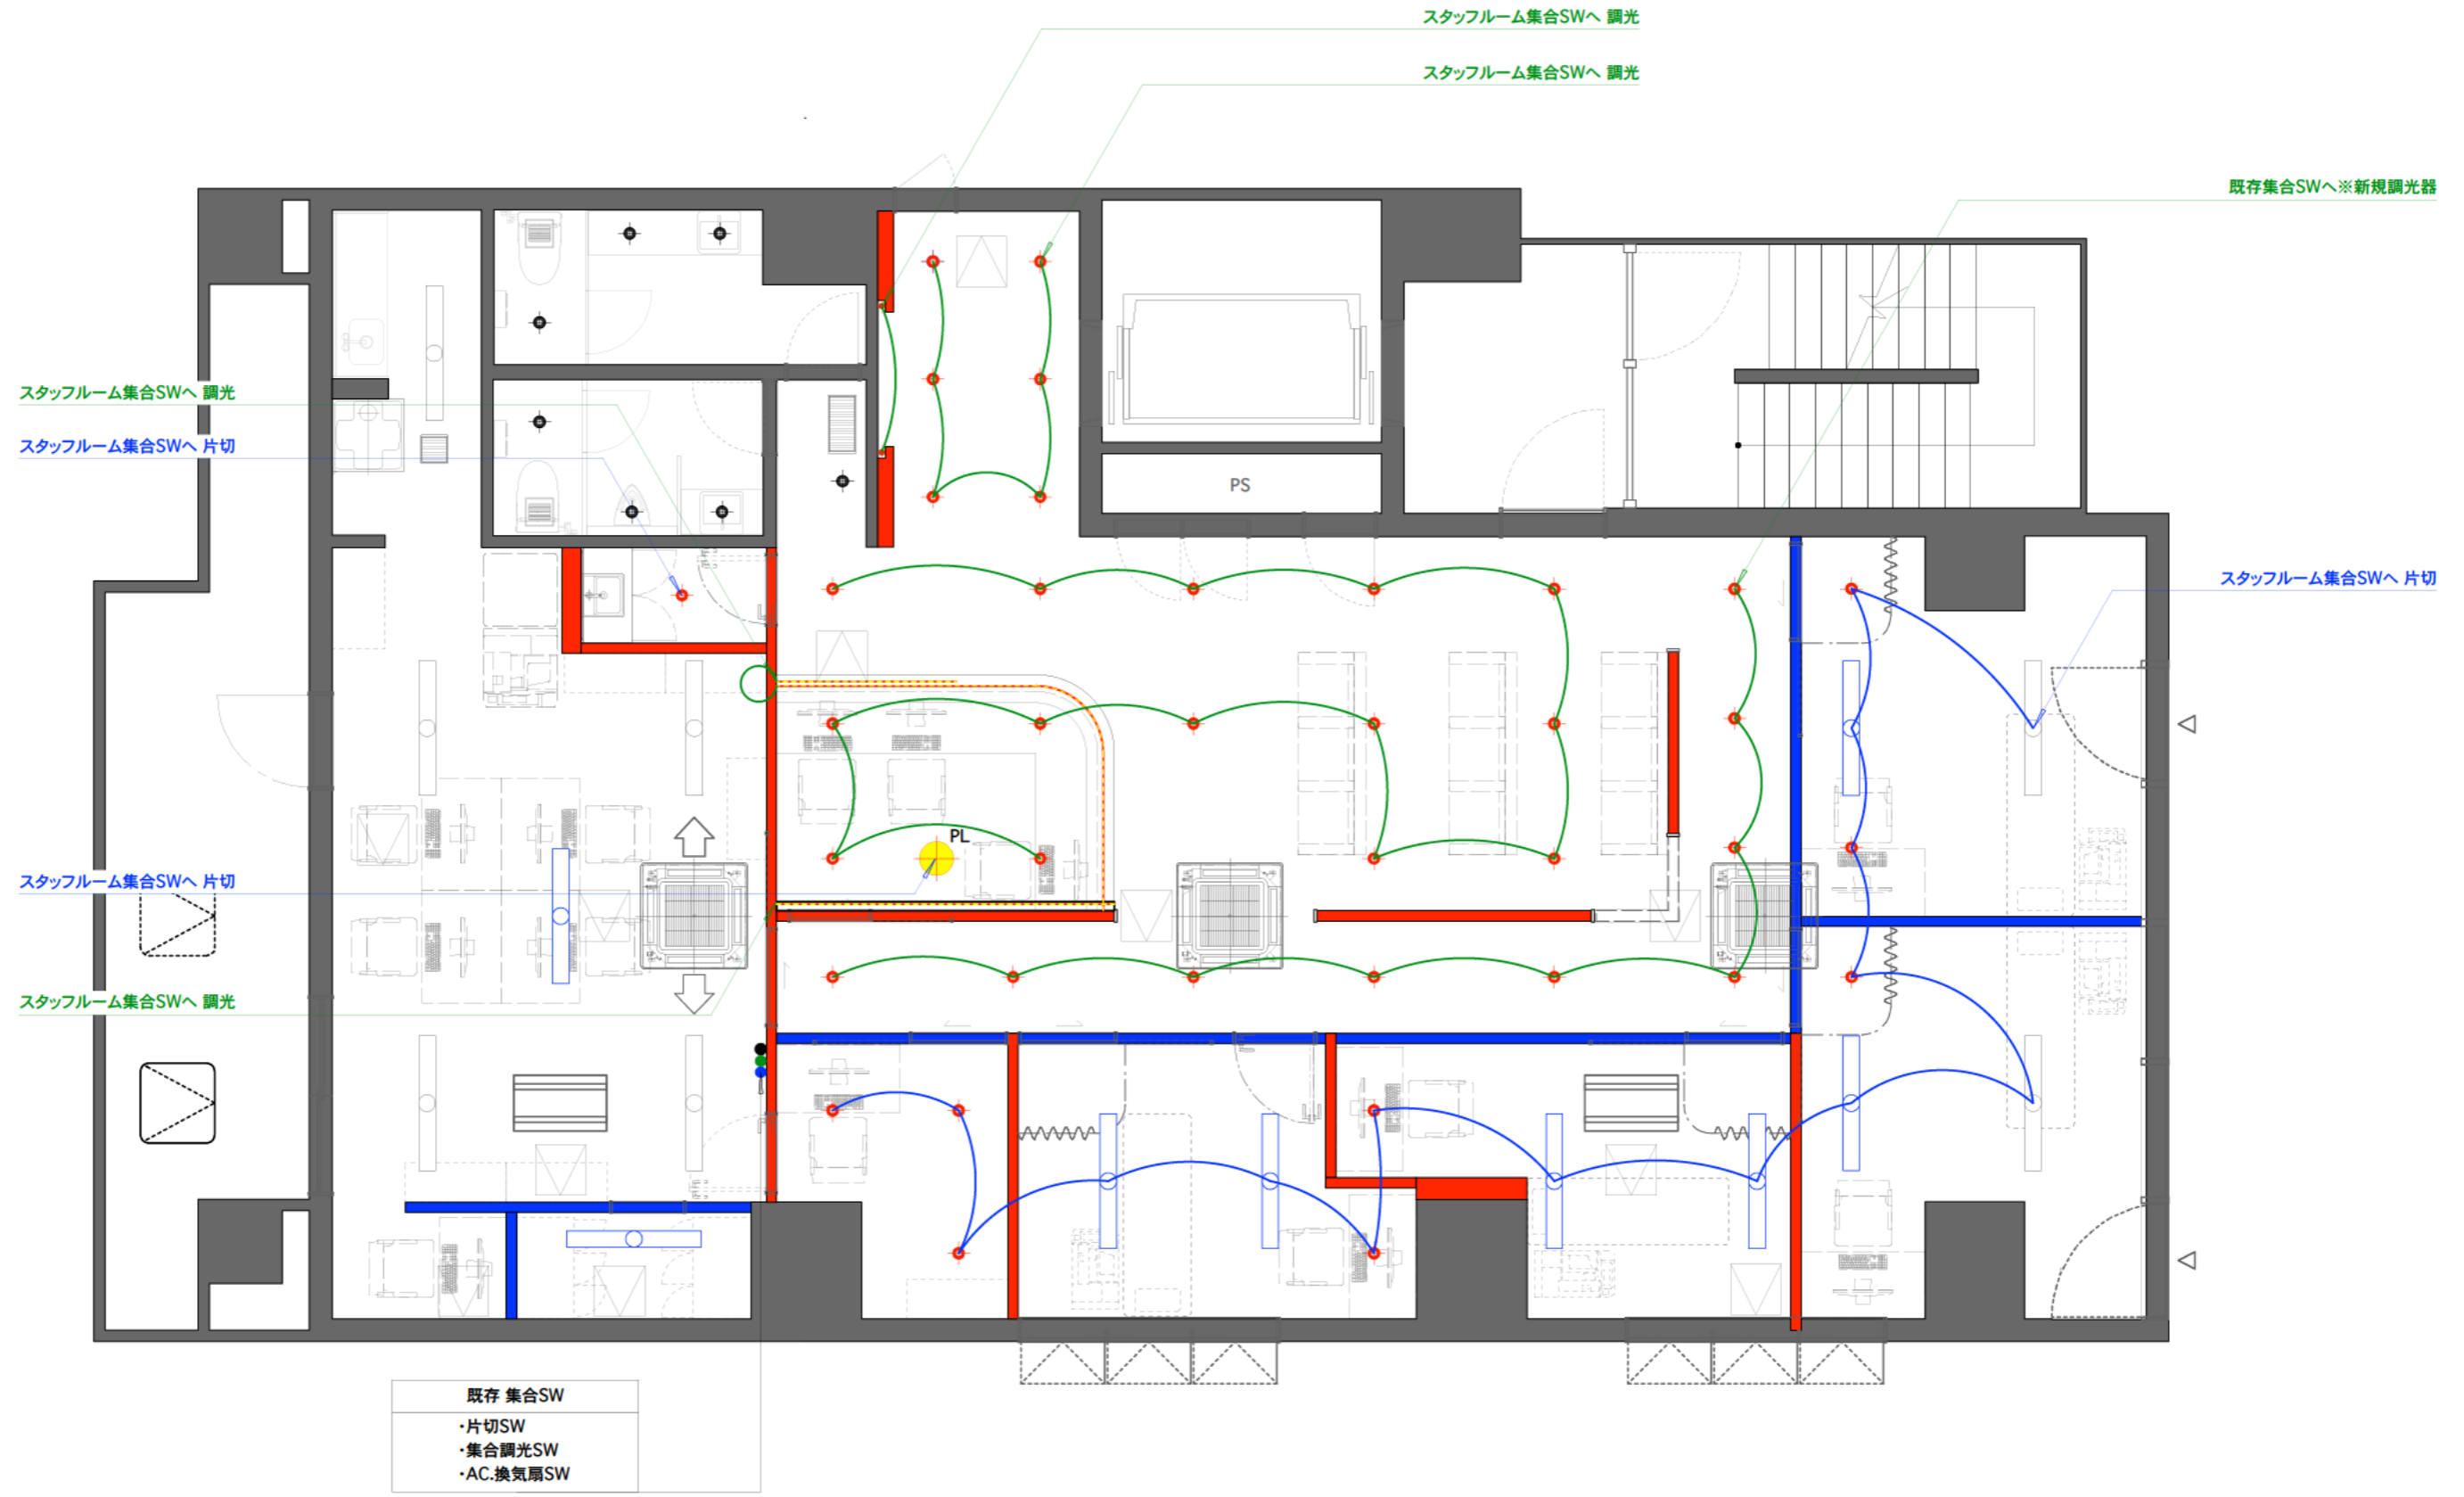 スタッフルーム集合SWへ 調光
スタッフルーム集合SWへ 調光
既存集合SWへ※新規調光器
スタッフルーム集合SWへ 調光
スタッフルーム集合SWへ 片切
PS
スタッフルーム集合SWへ 片切
PL
スタッフルーム集合SWへ 片切
スタッフルーム集合SWへ 調光
既存 集合SW
・片切SW
・集合調光SW
・AC.換気扇SW